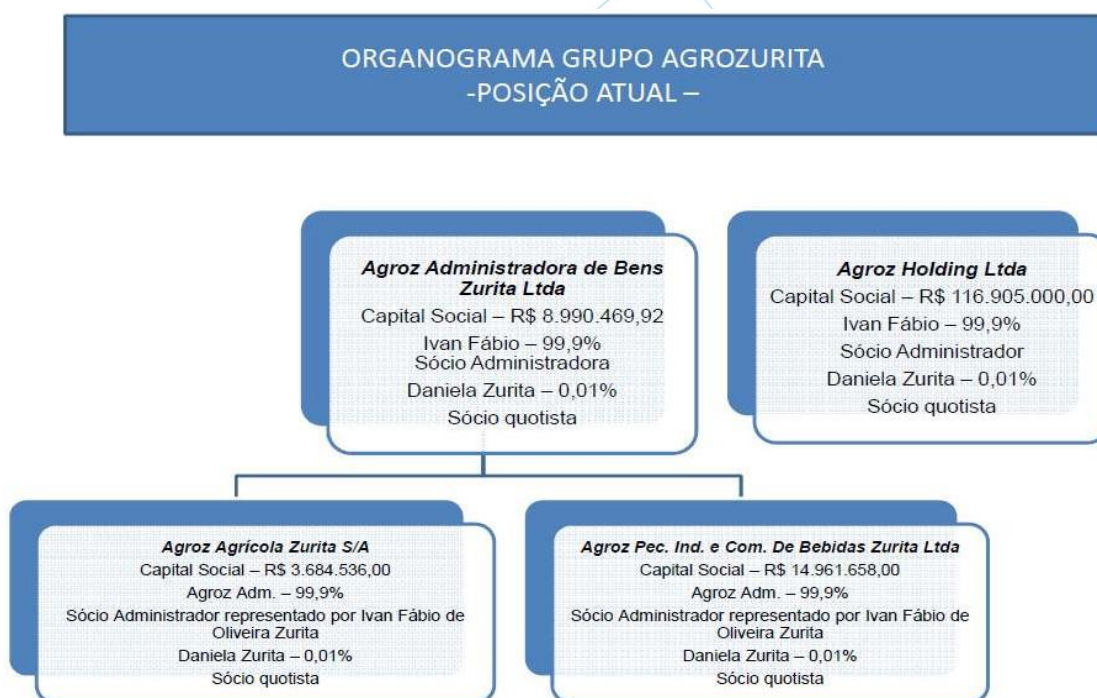 ORGANOGRAMA GRUPO AGROZURITA
-POSIÇÃO ATUAL –
Agroz Administradora de Bens
Zurita Ltda
Capital Social – R$ 8.990.469,92
Ivan Fábio – 99,9%
Sócio Administradora
Daniela Zurita – 0,01%
Sócio quotista
Agroz Holding Ltda
Capital Social – R$ 116.905.000,00
Ivan Fábio – 99,9%
Sócio Administrador
Daniela Zurita – 0,01%
Sócio quotista
Agroz Agrícola Zurita S/A
Capital Social – R$ 3.684.536,00
Agroz Adm. – 99,9%
Sócio Administrador representado por Ivan Fábio de
Oliveira Zurita
Daniela Zurita – 0,01%
Sócio quotista
Agroz Pec. Ind. e Com. De Bebidas Zurita Ltda
Capital Social – R$ 14.961.658,00
Agroz Adm. – 99,9%
Sócio Administrador representado por Ivan Fábio de
Oliveira Zurita
Daniela Zurita – 0,01%
Sócio quotista